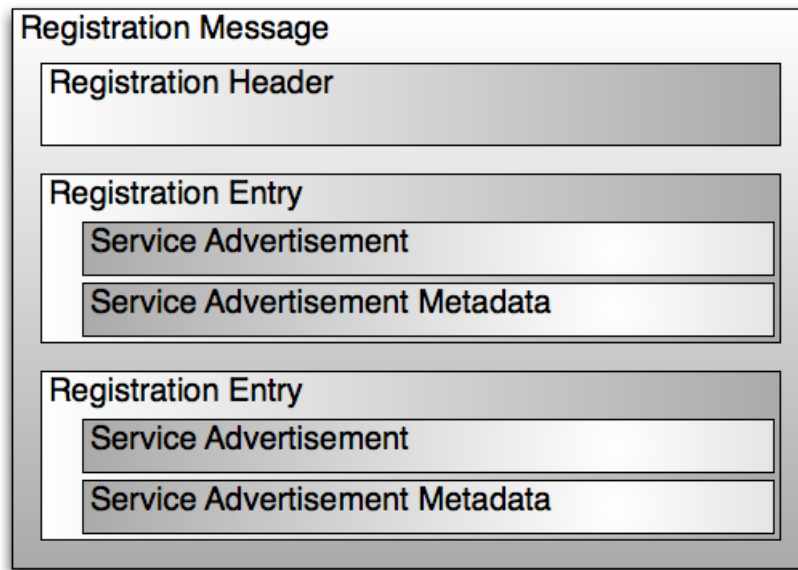 Registration Message
Registration Header
Registration Entry
Service Advertisement
Service Advertisement Metadata
Registration Entry
Service Advertisement
Service Advertisement Metadata